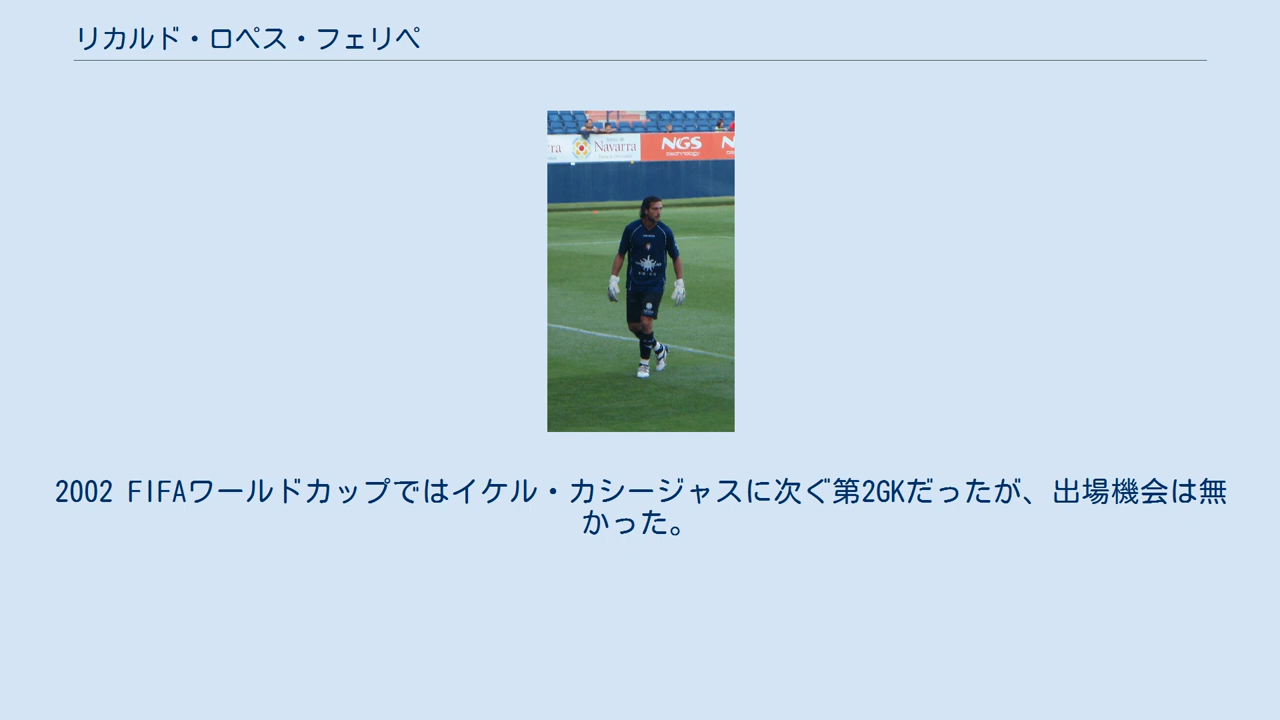 リカルド・ロペス・フェリペ
Navarra
NGS
technology
2002 FIFAワールドカップではイケル・カシージャスに次ぐ第2GKだったが、出場機会は無
かった。